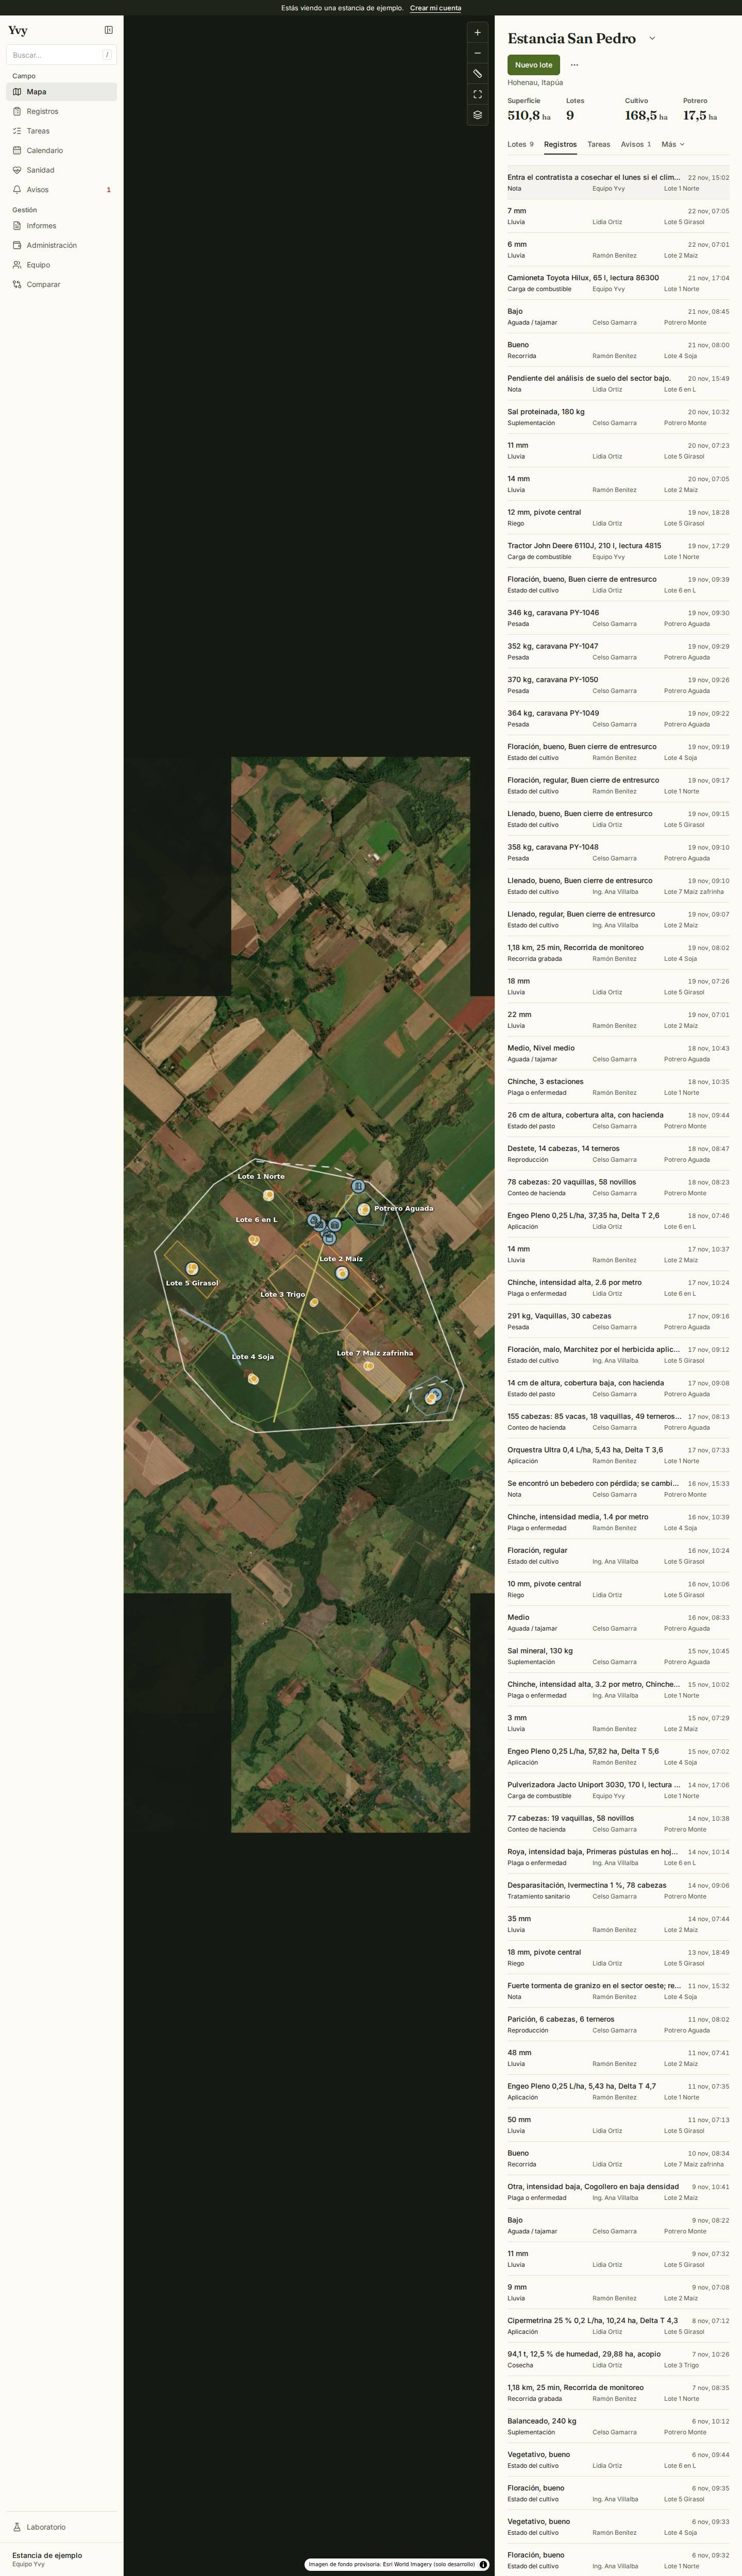 Estás viendo una estancia de ejemplo. Crear mi cuenta
Yvy
Buscar... /
Campo
Mapa
Registros
Tareas
Calendario
Sanidad
Avisos 1
Gestión
Informes
Administración
Equipo
Comparar
Laboratorio
Estancia de ejemplo
Equipo Yvy
Lote 1 Norte
Potrero Aguada
Lote 6 en L
Lote 2 Maíz
Lote 5 Girasol
Lote 3 Trigo
Lote 4 Soja
Lote 7 Maíz zafrinha
Imagen de fondo provisoria: Esri World Imagery (solo desarrollo)
Estancia San Pedro
Nuevo lote
Hohenau, Itapúa
Superficie Lotes Cultivo Potrero
510,8 ha 9 168,5 ha 17,5 ha
Lotes 9 Registros Tareas Avisos 1 Más
Entra el contratista a cosechar el lunes si el clim... 22 nov, 15:02
Nota Equipo Yvy Lote 1 Norte
7 mm 22 nov, 07:05
Lluvia Lidia Ortiz Lote 5 Girasol
6 mm 22 nov, 07:01
Lluvia Ramón Benítez Lote 2 Maíz
Camioneta Toyota Hilux, 65 l, lectura 86300 21 nov, 17:04
Carga de combustible Equipo Yvy Lote 1 Norte
Bajo 21 nov, 08:45
Aguada / tajamar Celso Gamarra Potrero Monte
Bueno 21 nov, 08:00
Recorrida Ramón Benítez Lote 4 Soja
Pendiente del análisis de suelo del sector bajo. 20 nov, 15:49
Nota Lidia Ortiz Lote 6 en L
Sal proteinada, 180 kg 20 nov, 10:32
Suplementación Celso Gamarra Potrero Monte
11 mm 20 nov, 07:23
Lluvia Lidia Ortiz Lote 5 Girasol
14 mm 20 nov, 07:05
Lluvia Ramón Benítez Lote 2 Maíz
12 mm, pivote central 19 nov, 18:28
Riego Lidia Ortiz Lote 5 Girasol
Tractor John Deere 6110J, 210 l, lectura 4815 19 nov, 17:29
Carga de combustible Equipo Yvy Lote 1 Norte
Floración, bueno, Buen cierre de entresurco 19 nov, 09:39
Estado del cultivo Lidia Ortiz Lote 6 en L
346 kg, caravana PY-1046 19 nov, 09:30
Pesada Celso Gamarra Potrero Aguada
352 kg, caravana PY-1047 19 nov, 09:29
Pesada Celso Gamarra Potrero Aguada
370 kg, caravana PY-1050 19 nov, 09:26
Pesada Celso Gamarra Potrero Aguada
364 kg, caravana PY-1049 19 nov, 09:22
Pesada Celso Gamarra Potrero Aguada
Floración, bueno, Buen cierre de entresurco 19 nov, 09:19
Estado del cultivo Ramón Benítez Lote 4 Soja
Floración, regular, Buen cierre de entresurco 19 nov, 09:17
Estado del cultivo Ramón Benítez Lote 1 Norte
Llenado, bueno, Buen cierre de entresurco 19 nov, 09:15
Estado del cultivo Lidia Ortiz Lote 5 Girasol
358 kg, caravana PY-1048 19 nov, 09:10
Pesada Celso Gamarra Potrero Aguada
Llenado, bueno, Buen cierre de entresurco 19 nov, 09:10
Estado del cultivo Ing. Ana Villalba Lote 7 Maíz zafrinha
Llenado, regular, Buen cierre de entresurco 19 nov, 09:07
Estado del cultivo Ing. Ana Villalba Lote 2 Maíz
1,18 km, 25 min, Recorrida de monitoreo 19 nov, 08:02
Recorrida grabada Ramón Benítez Lote 4 Soja
18 mm 19 nov, 07:26
Lluvia Lidia Ortiz Lote 5 Girasol
22 mm 19 nov, 07:01
Lluvia Ramón Benítez Lote 2 Maíz
Medio, Nivel medio 18 nov, 10:43
Aguada / tajamar Celso Gamarra Potrero Aguada
Chinche, 3 estaciones 18 nov, 10:35
Plaga o enfermedad Ramón Benítez Lote 1 Norte
26 cm de altura, cobertura alta, con hacienda 18 nov, 09:44
Estado del pasto Celso Gamarra Potrero Monte
Destete, 14 cabezas, 14 terneros 18 nov, 08:47
Reproducción Celso Gamarra Potrero Aguada
78 cabezas: 20 vaquillas, 58 novillos 18 nov, 08:23
Conteo de hacienda Celso Gamarra Potrero Monte
Engeo Pleno 0,25 L/ha, 37,35 ha, Delta T 2,6 18 nov, 07:46
Aplicación Lidia Ortiz Lote 6 en L
14 mm 17 nov, 10:37
Lluvia Ramón Benítez Lote 2 Maíz
Chinche, intensidad alta, 2.6 por metro 17 nov, 10:24
Plaga o enfermedad Lidia Ortiz Lote 6 en L
291 kg, Vaquillas, 30 cabezas 17 nov, 09:16
Pesada Celso Gamarra Potrero Aguada
Floración, malo, Marchitez por el herbicida aplic... 17 nov, 09:12
Estado del cultivo Ing. Ana Villalba Lote 5 Girasol
14 cm de altura, cobertura baja, con hacienda 17 nov, 09:08
Estado del pasto Celso Gamarra Potrero Aguada
155 cabezas: 85 vacas, 18 vaquillas, 49 terneros... 17 nov, 08:13
Conteo de hacienda Celso Gamarra Potrero Aguada
Orquestra Ultra 0,4 L/ha, 5,43 ha, Delta T 3,6 17 nov, 07:33
Aplicación Ramón Benítez Lote 1 Norte
Se encontró un bebedero con pérdida; se cambi... 16 nov, 15:33
Nota Celso Gamarra Potrero Monte
Chinche, intensidad media, 1.4 por metro 16 nov, 10:39
Plaga o enfermedad Ramón Benítez Lote 4 Soja
Floración, regular 16 nov, 10:24
Estado del cultivo Ing. Ana Villalba Lote 5 Girasol
10 mm, pivote central 16 nov, 10:06
Riego Lidia Ortiz Lote 5 Girasol
Medio 16 nov, 08:33
Aguada / tajamar Celso Gamarra Potrero Aguada
Sal mineral, 130 kg 15 nov, 10:45
Suplementación Celso Gamarra Potrero Aguada
Chinche, intensidad alta, 3.2 por metro, Chinche... 15 nov, 10:02
Plaga o enfermedad Ing. Ana Villalba Lote 1 Norte
3 mm 15 nov, 07:29
Lluvia Ramón Benítez Lote 2 Maíz
Engeo Pleno 0,25 L/ha, 57,82 ha, Delta T 5,6 15 nov, 07:02
Aplicación Ramón Benítez Lote 4 Soja
Pulverizadora Jacto Uniport 3030, 170 l, lectura ... 14 nov, 17:06
Carga de combustible Equipo Yvy Lote 1 Norte
77 cabezas: 19 vaquillas, 58 novillos 14 nov, 10:38
Conteo de hacienda Celso Gamarra Potrero Monte
Roya, intensidad baja, Primeras pústulas en hoj... 14 nov, 10:14
Plaga o enfermedad Ing. Ana Villalba Lote 6 en L
Desparasitación, Ivermectina 1 %, 78 cabezas 14 nov, 09:06
Tratamiento sanitario Celso Gamarra Potrero Monte
35 mm 14 nov, 07:44
Lluvia Ramón Benítez Lote 2 Maíz
18 mm, pivote central 13 nov, 18:49
Riego Lidia Ortiz Lote 5 Girasol
Fuerte tormenta de granizo en el sector oeste; re... 11 nov, 15:32
Nota Ramón Benítez Lote 4 Soja
Parición, 6 cabezas, 6 terneros 11 nov, 08:02
Reproducción Celso Gamarra Potrero Aguada
48 mm 11 nov, 07:41
Lluvia Ramón Benítez Lote 2 Maíz
Engeo Pleno 0,25 L/ha, 5,43 ha, Delta T 4,7 11 nov, 07:35
Aplicación Ramón Benítez Lote 1 Norte
50 mm 11 nov, 07:13
Lluvia Lidia Ortiz Lote 5 Girasol
Bueno 10 nov, 08:34
Recorrida Lidia Ortiz Lote 7 Maíz zafrinha
Otra, intensidad baja, Cogollero en baja densidad 9 nov, 10:41
Plaga o enfermedad Ing. Ana Villalba Lote 2 Maíz
Bajo 9 nov, 08:22
Aguada / tajamar Celso Gamarra Potrero Monte
11 mm 9 nov, 07:32
Lluvia Lidia Ortiz Lote 5 Girasol
9 mm 9 nov, 07:08
Lluvia Ramón Benítez Lote 2 Maíz
Cipermetrina 25 % 0,2 L/ha, 10,24 ha, Delta T 4,3 8 nov, 07:12
Aplicación Lidia Ortiz Lote 5 Girasol
94,1 t, 12,5 % de humedad, 29,88 ha, acopio 7 nov, 10:26
Cosecha Lidia Ortiz Lote 3 Trigo
1,18 km, 25 min, Recorrida de monitoreo 7 nov, 08:35
Recorrida grabada Ramón Benítez Lote 1 Norte
Balanceado, 240 kg 6 nov, 10:12
Suplementación Celso Gamarra Potrero Monte
Vegetativo, bueno 6 nov, 09:44
Estado del cultivo Lidia Ortiz Lote 6 en L
Floración, bueno 6 nov, 09:35
Estado del cultivo Ing. Ana Villalba Lote 5 Girasol
Vegetativo, bueno 6 nov, 09:33
Estado del cultivo Ramón Benítez Lote 4 Soja
Floración, bueno 6 nov, 09:32
Estado del cultivo Ing. Ana Villalba Lote 1 Norte